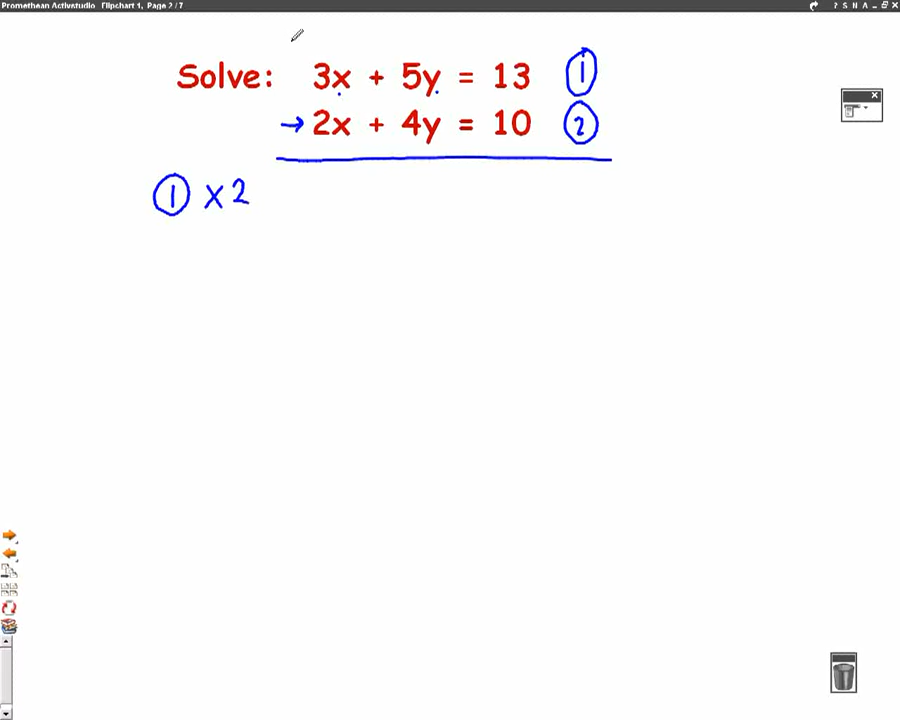 Promethean Activstudio Flipchart 1, Page 2 / 7 ? S N A
Solve: 3x + 5y = 13 ①
→ 2x + 4y = 10 ②
① x 2